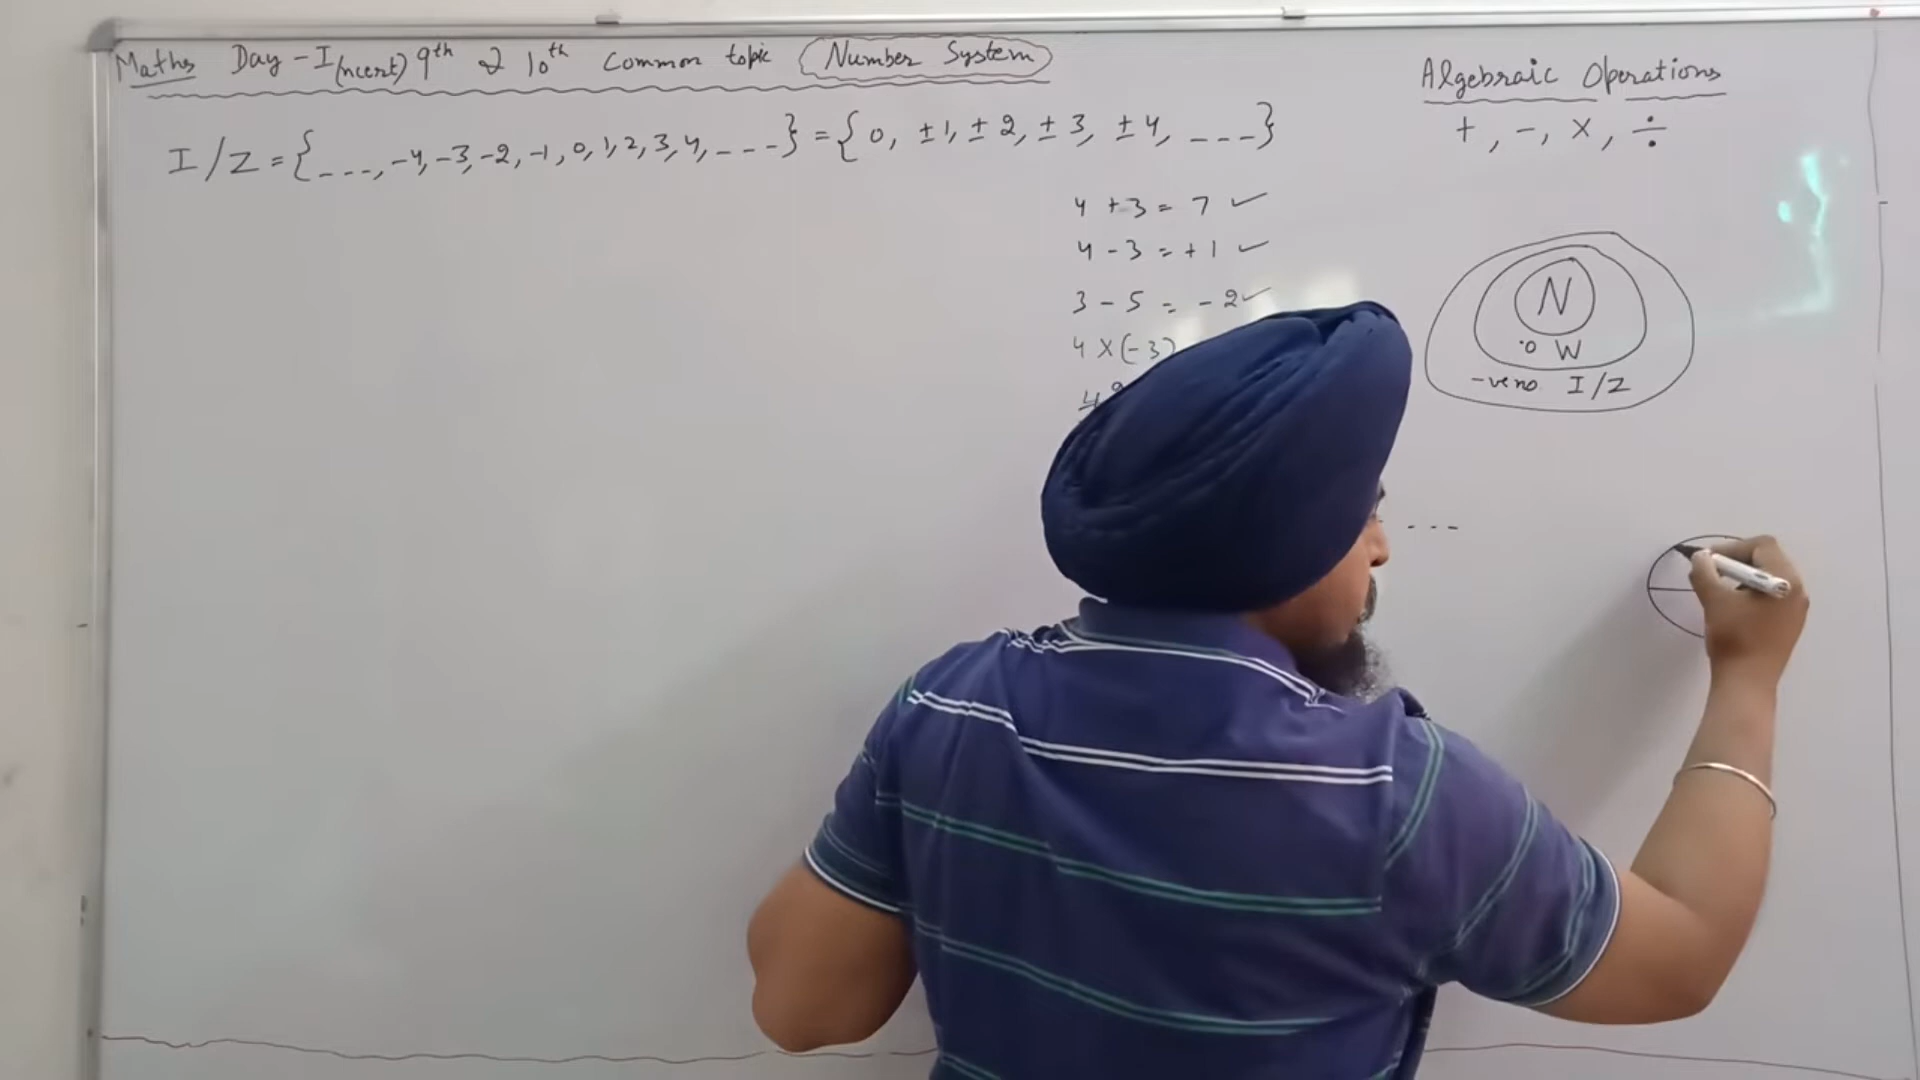 Maths Day - I (ncert) 9th & 10th Common topic Number System
I / Z = { ---, -4, -3, -2, -1, 0, 1, 2, 3, 4, --- } = { 0, ±1, ±2, ±3, ±4, --- }
4 + 3 = 7 ✓
4 - 3 = + 1 ✓
3 - 5 = - 2 ✓
4 × (-3)
4
---
Algebraic Operations
+ , - , × , ÷
N
·0 W
-ve no. I / Z